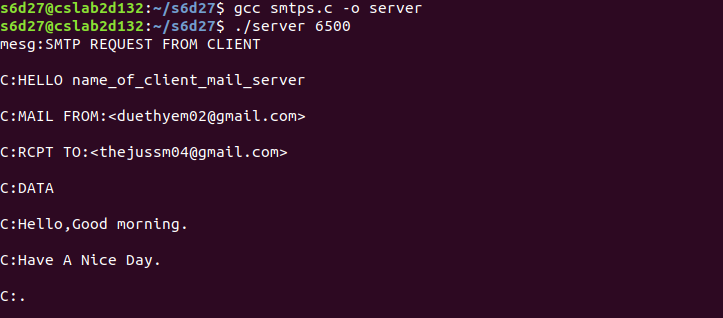 s6d27@cslab2d132:~/s6d27$ gcc smtps.c -o server
s6d27@cslab2d132:~/s6d27$ ./server 6500
mesg:SMTP REQUEST FROM CLIENT
C:HELLO name_of_client_mail_server
C:MAIL FROM:<duethyem02@gmail.com>
C:RCPT TO:<thejussm04@gmail.com>
C:DATA
C:Hello,Good morning.
C:Have A Nice Day.
C:.